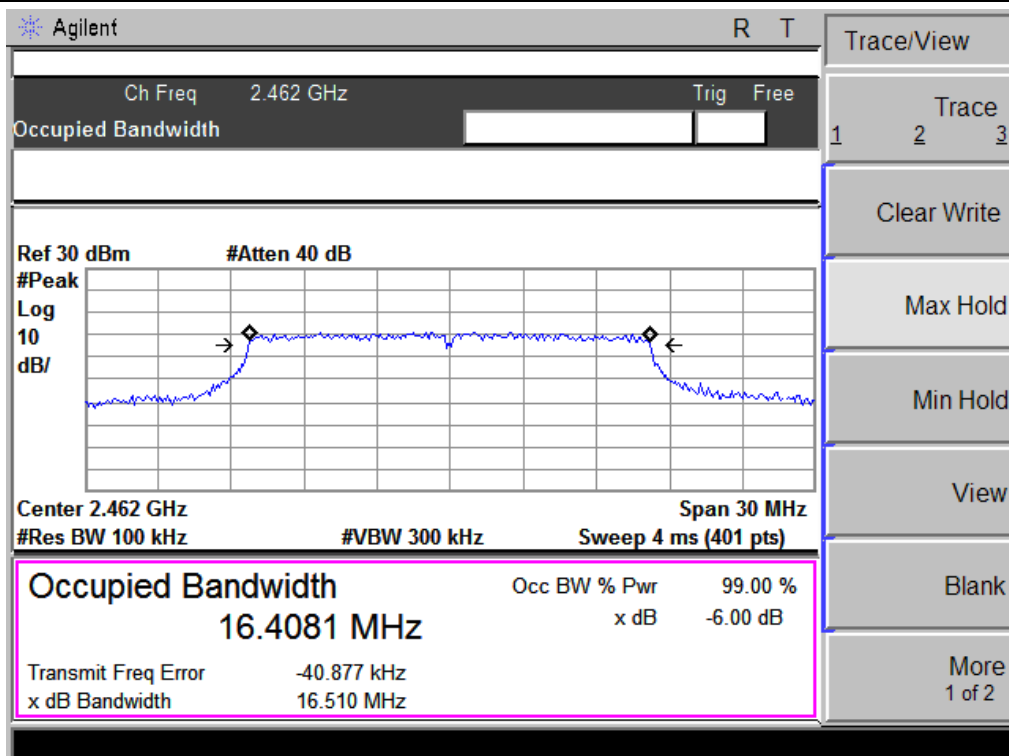 Agilent R T
Trace/View
Ch Freq 2.462 GHz Trig Free
Occupied Bandwidth
Trace
1 2 3
Clear Write
Ref 30 dBm #Atten 40 dB
#Peak
Log
10
dB/
Max Hold
Min Hold
View
Center 2.462 GHz Span 30 MHz
#Res BW 100 kHz #VBW 300 kHz Sweep 4 ms (401 pts)
Occupied Bandwidth Occ BW % Pwr 99.00 %
16.4081 MHz x dB -6.00 dB
Blank
Transmit Freq Error -40.877 kHz
x dB Bandwidth 16.510 MHz
More
1 of 2